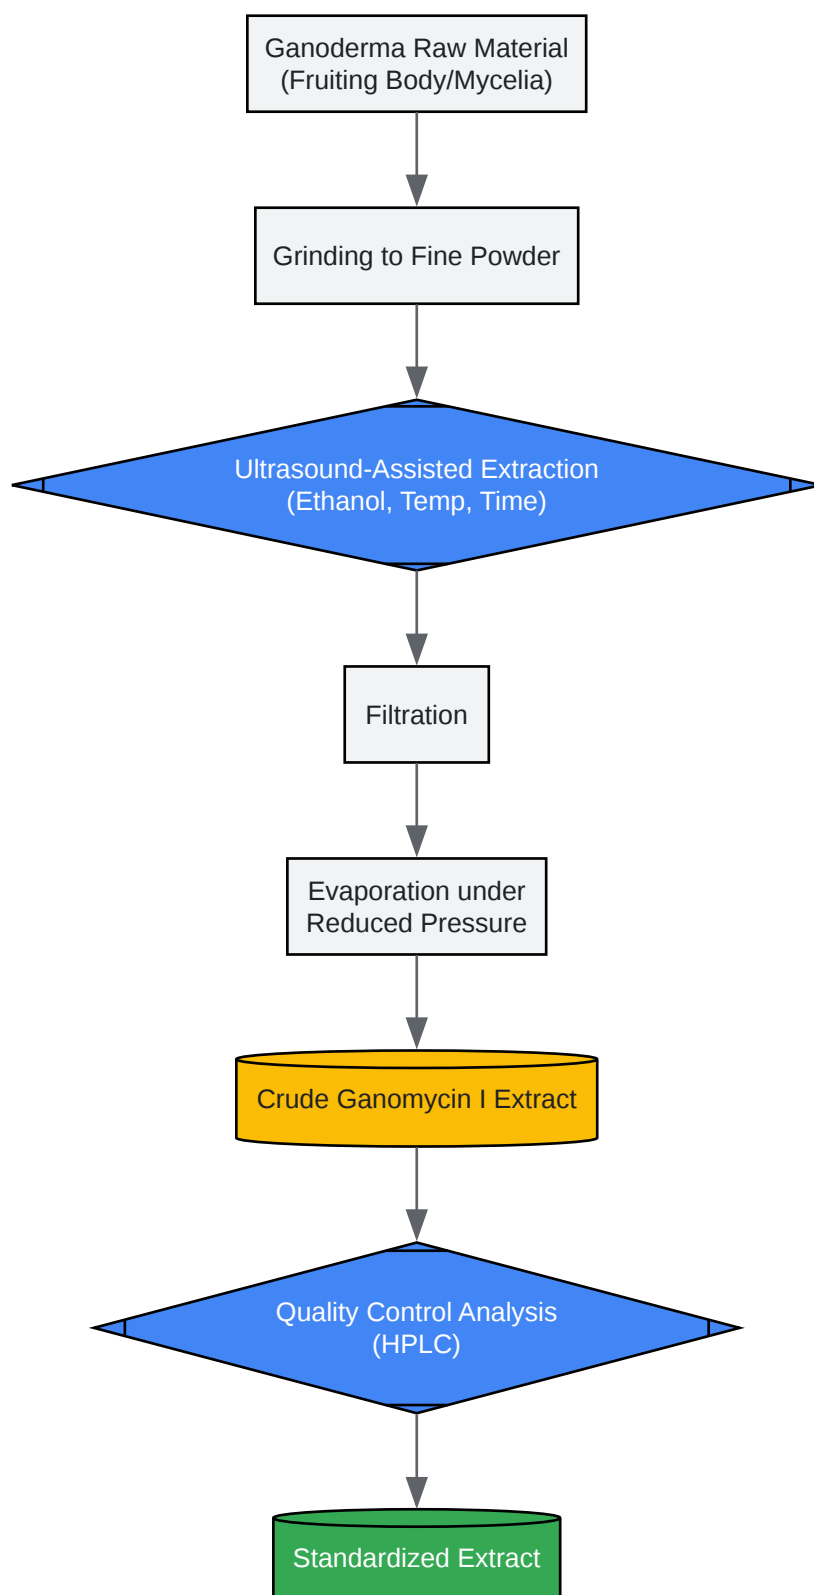 Ganoderma Raw Material
(Fruiting Body/Mycelia)
Grinding to Fine Powder
Ultrasound-Assisted Extraction
(Ethanol, Temp, Time)
Filtration
Evaporation under
Reduced Pressure
Crude Ganomycin I Extract
Quality Control Analysis
(HPLC)
Standardized Extract